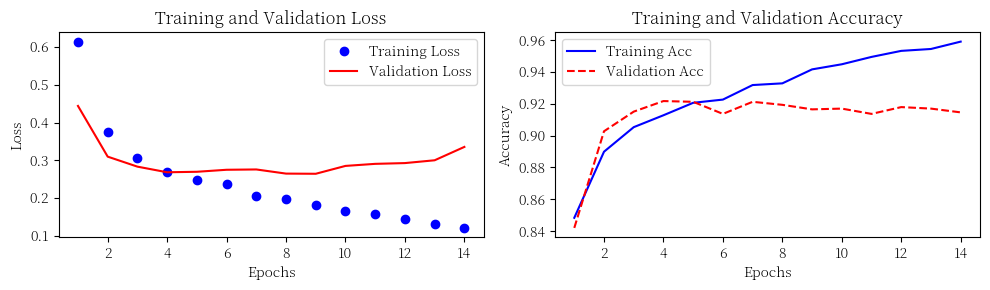 Training and Validation Loss
Loss
0.6
0.5
0.4
0.3
0.2
0.1
Training Loss
Validation Loss
2 4 6 8 10 12 14
Epochs
Training and Validation Accuracy
Accuracy
0.96
0.94
0.92
0.90
0.88
0.86
0.84
Training Acc
Validation Acc
2 4 6 8 10 12 14
Epochs